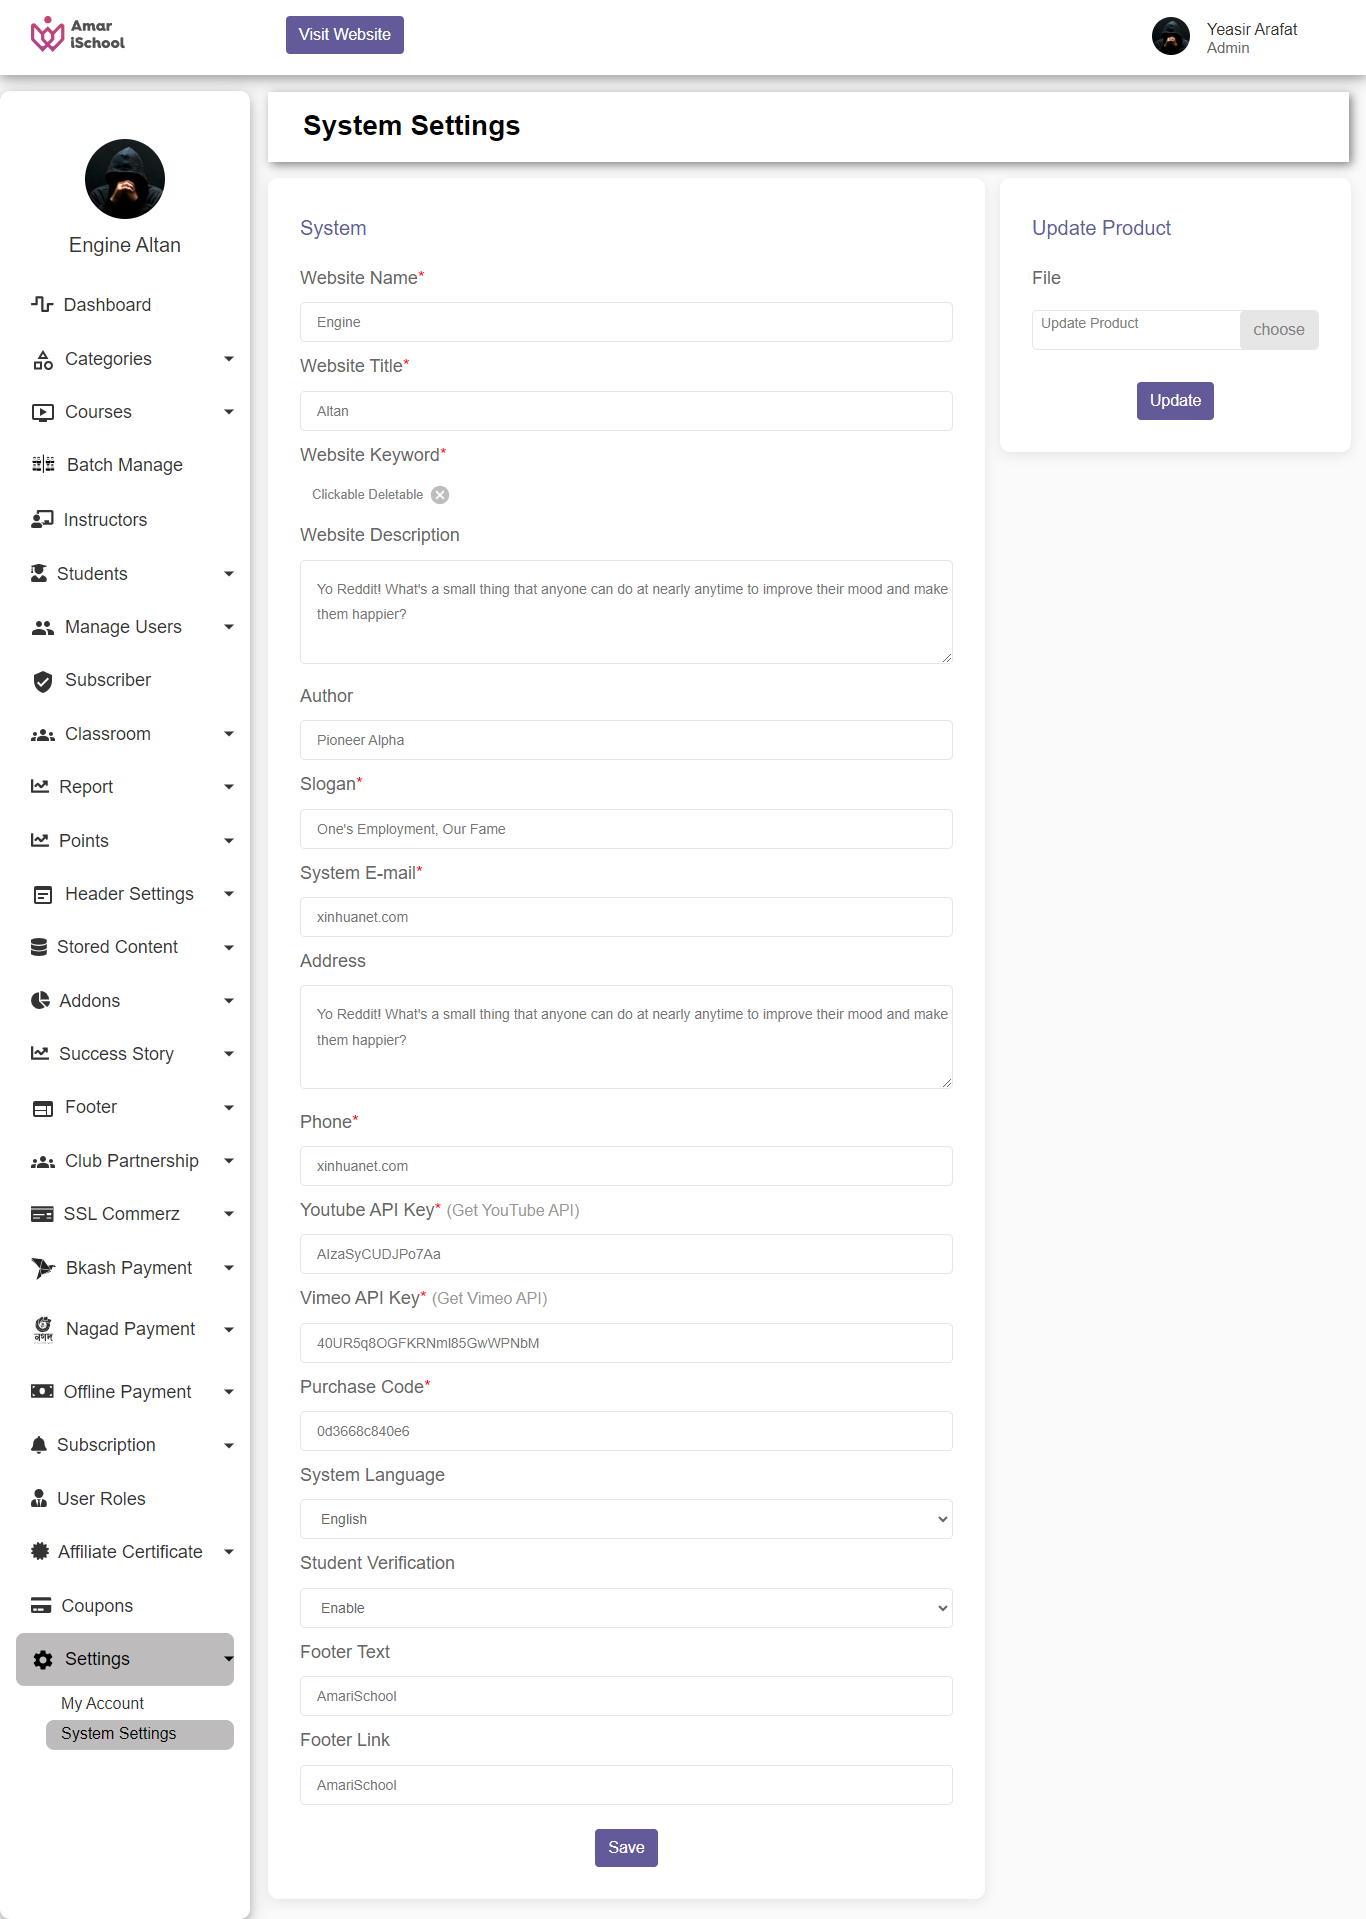 Amar
iSchool
Visit Website
Yeasir Arafat
Admin
Engine Altan
Dashboard
Categories
Courses
Batch Manage
Instructors
Students
Manage Users
Subscriber
Classroom
Report
Points
Header Settings
Stored Content
Addons
Success Story
Footer
Club Partnership
SSL Commerz
Bkash Payment
নগদ
Nagad Payment
Offline Payment
Subscription
User Roles
Affiliate Certificate
Coupons
Settings
My Account
System Settings
System Settings
System
Website Name*
Engine
Website Title*
Altan
Website Keyword*
Clickable Deletable
Website Description
Yo Reddit! What's a small thing that anyone can do at nearly anytime to improve their mood and make
them happier?
Author
Pioneer Alpha
Slogan*
One's Employment, Our Fame
System E-mail*
xinhuanet.com
Address
Yo Reddit! What's a small thing that anyone can do at nearly anytime to improve their mood and make
them happier?
Phone*
xinhuanet.com
Youtube API Key* (Get YouTube API)
AIzaSyCUDJPo7Aa
Vimeo API Key* (Get Vimeo API)
40UR5q8OGFKRNml85GwWPNbM
Purchase Code*
0d3668c840e6
System Language
English
Student Verification
Enable
Footer Text
AmariSchool
Footer Link
AmariSchool
Save
Update Product
File
Update Product
choose
Update